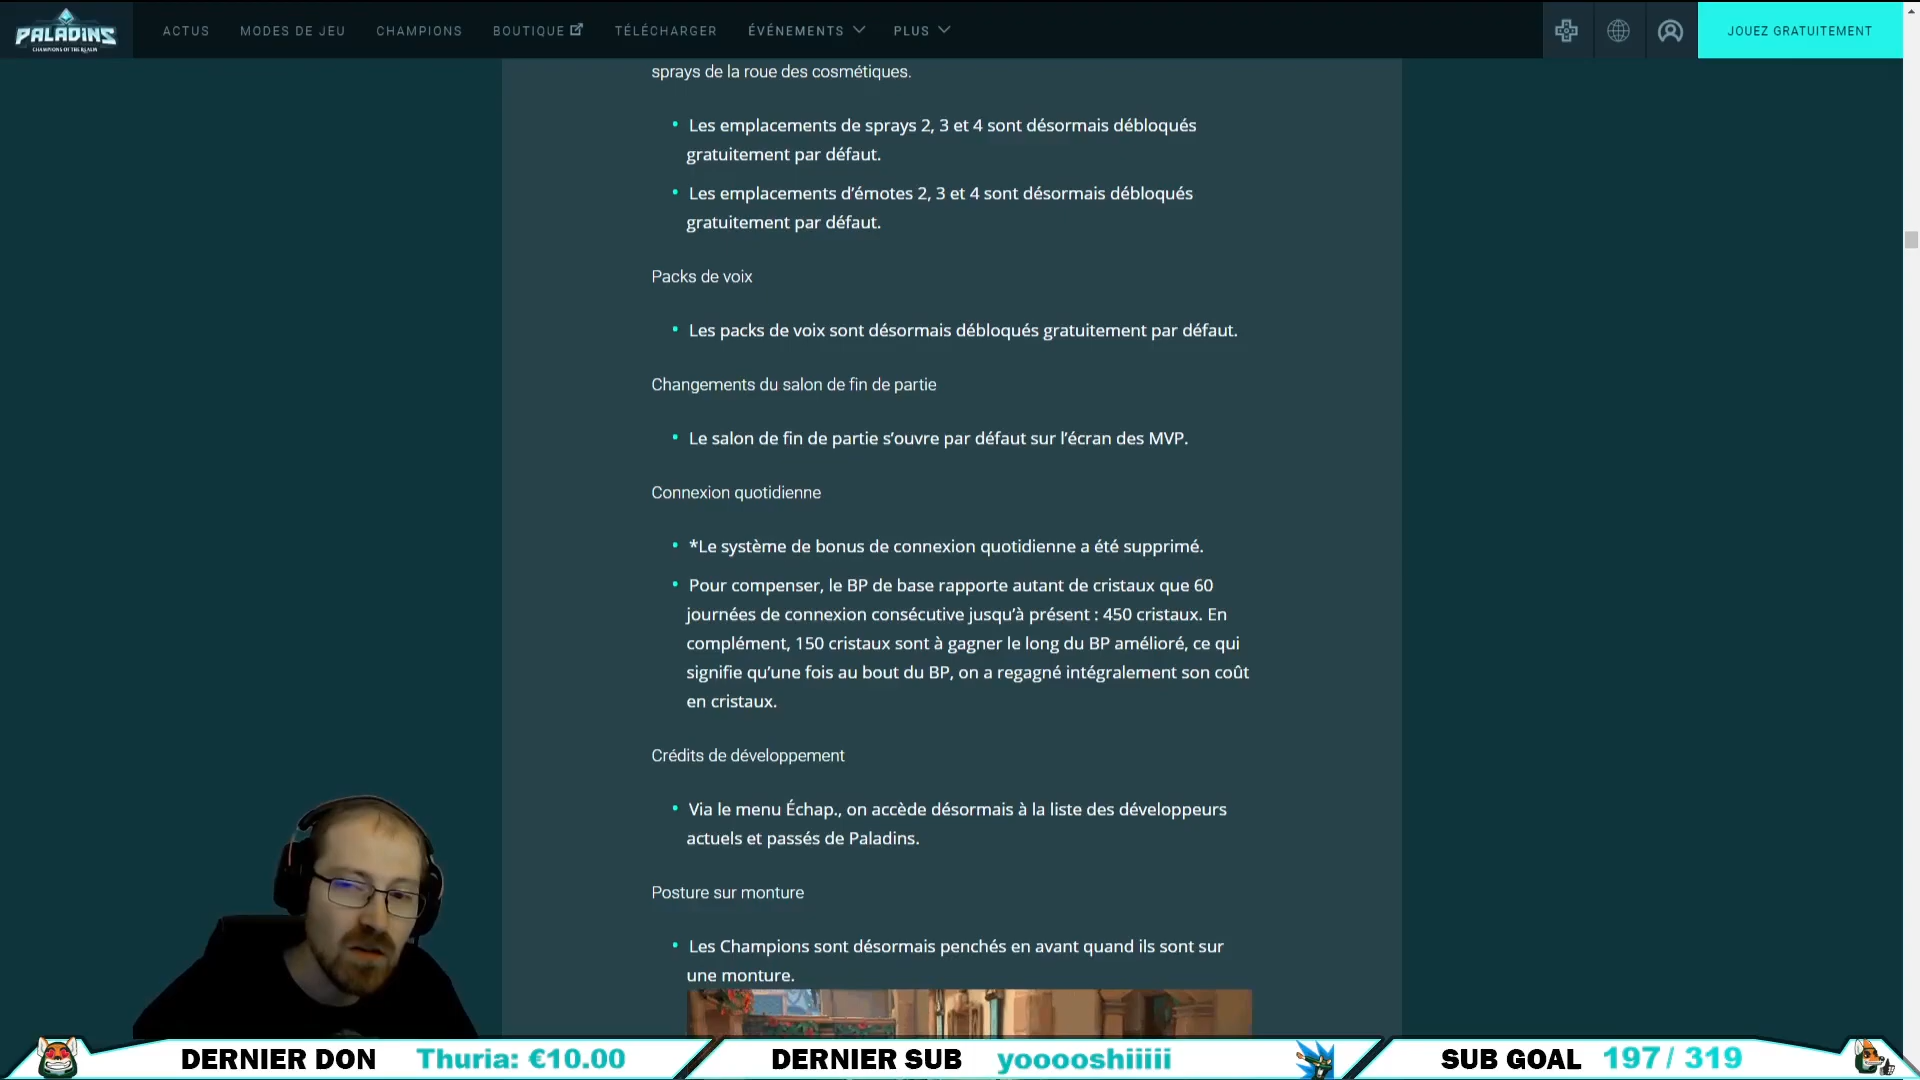 PALADINS
CHAMPIONS OF THE REALM
ACTUS
MODES DE JEU
CHAMPIONS
BOUTIQUE
TÉLÉCHARGER
ÉVÉNEMENTS
PLUS
JOUEZ GRATUITEMENT
sprays de la roue des cosmétiques.
• Les emplacements de sprays 2, 3 et 4 sont désormais débloqués
gratuitement par défaut.
• Les emplacements d’émotes 2, 3 et 4 sont désormais débloqués
gratuitement par défaut.
Packs de voix
• Les packs de voix sont désormais débloqués gratuitement par défaut.
Changements du salon de fin de partie
• Le salon de fin de partie s’ouvre par défaut sur l’écran des MVP.
Connexion quotidienne
• *Le système de bonus de connexion quotidienne a été supprimé.
• Pour compenser, le BP de base rapporte autant de cristaux que 60
journées de connexion consécutive jusqu’à présent : 450 cristaux. En
complément, 150 cristaux sont à gagner le long du BP amélioré, ce qui
signifie qu’une fois au bout du BP, on a regagné intégralement son coût
en cristaux.
Crédits de développement
• Via le menu Échap., on accède désormais à la liste des développeurs
actuels et passés de Paladins.
Posture sur monture
• Les Champions sont désormais penchés en avant quand ils sont sur
une monture.
DERNIER DON Thuria: €10.00
DERNIER SUB yooooshiiiii
SUB GOAL 197 / 319